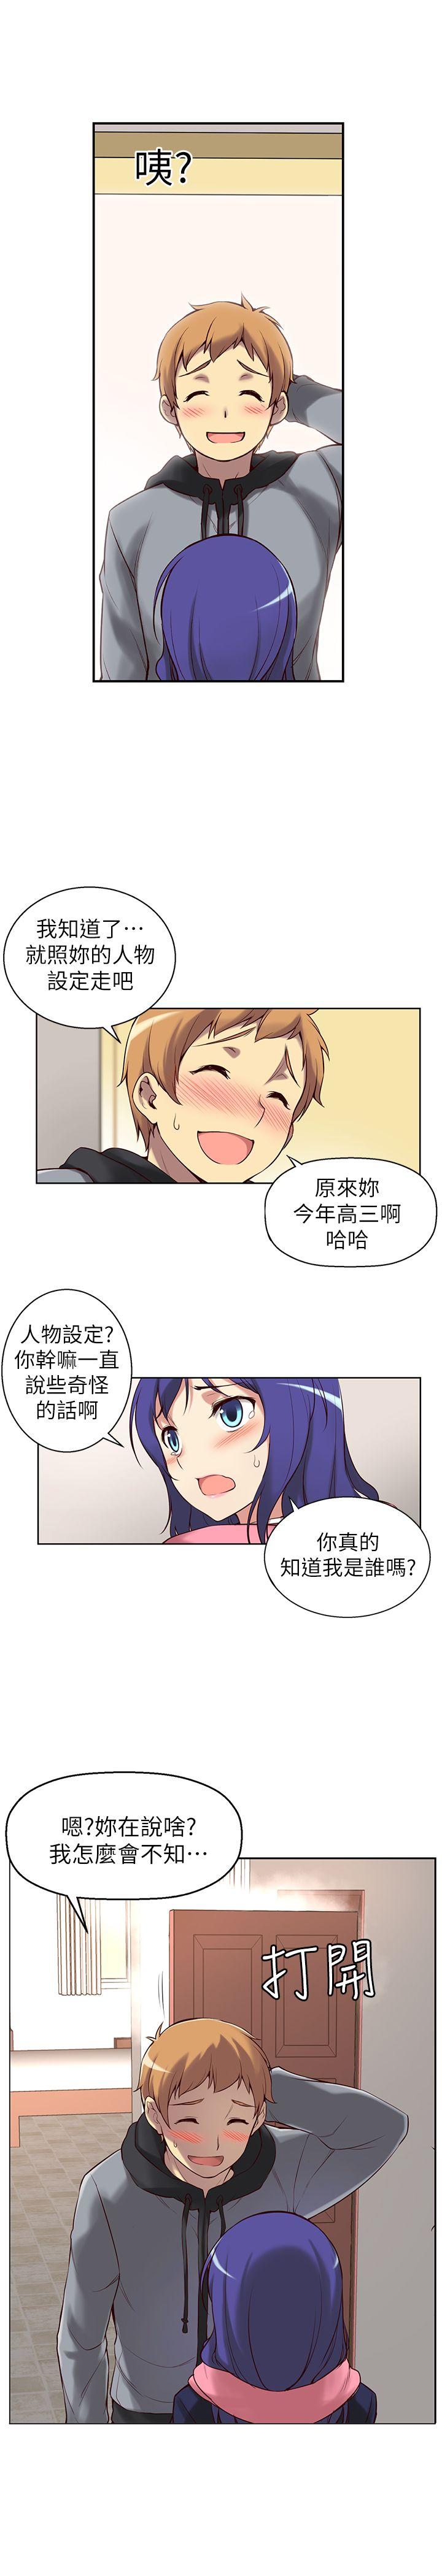 咦?
我知道了…
就照妳的人物
設定走吧
原來妳
今年高三啊
哈哈
人物設定?
你幹嘛一直
說些奇怪
的話啊
你真的
知道我是誰嗎?
嗯?妳在說啥?
我怎麼會不知…
打開